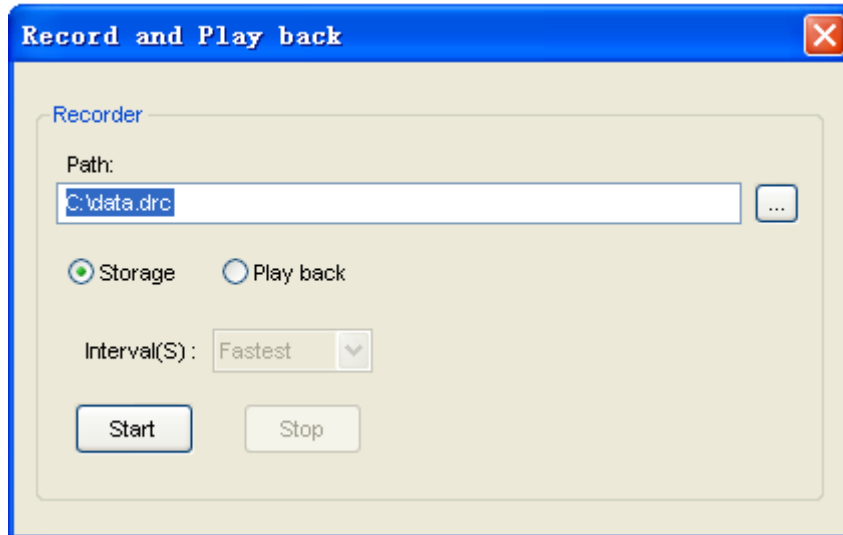 Record and Play back
Recorder
Path:
C:\data.drc
...
Storage
Play back
Interval(S) :
Fastest
Start
Stop